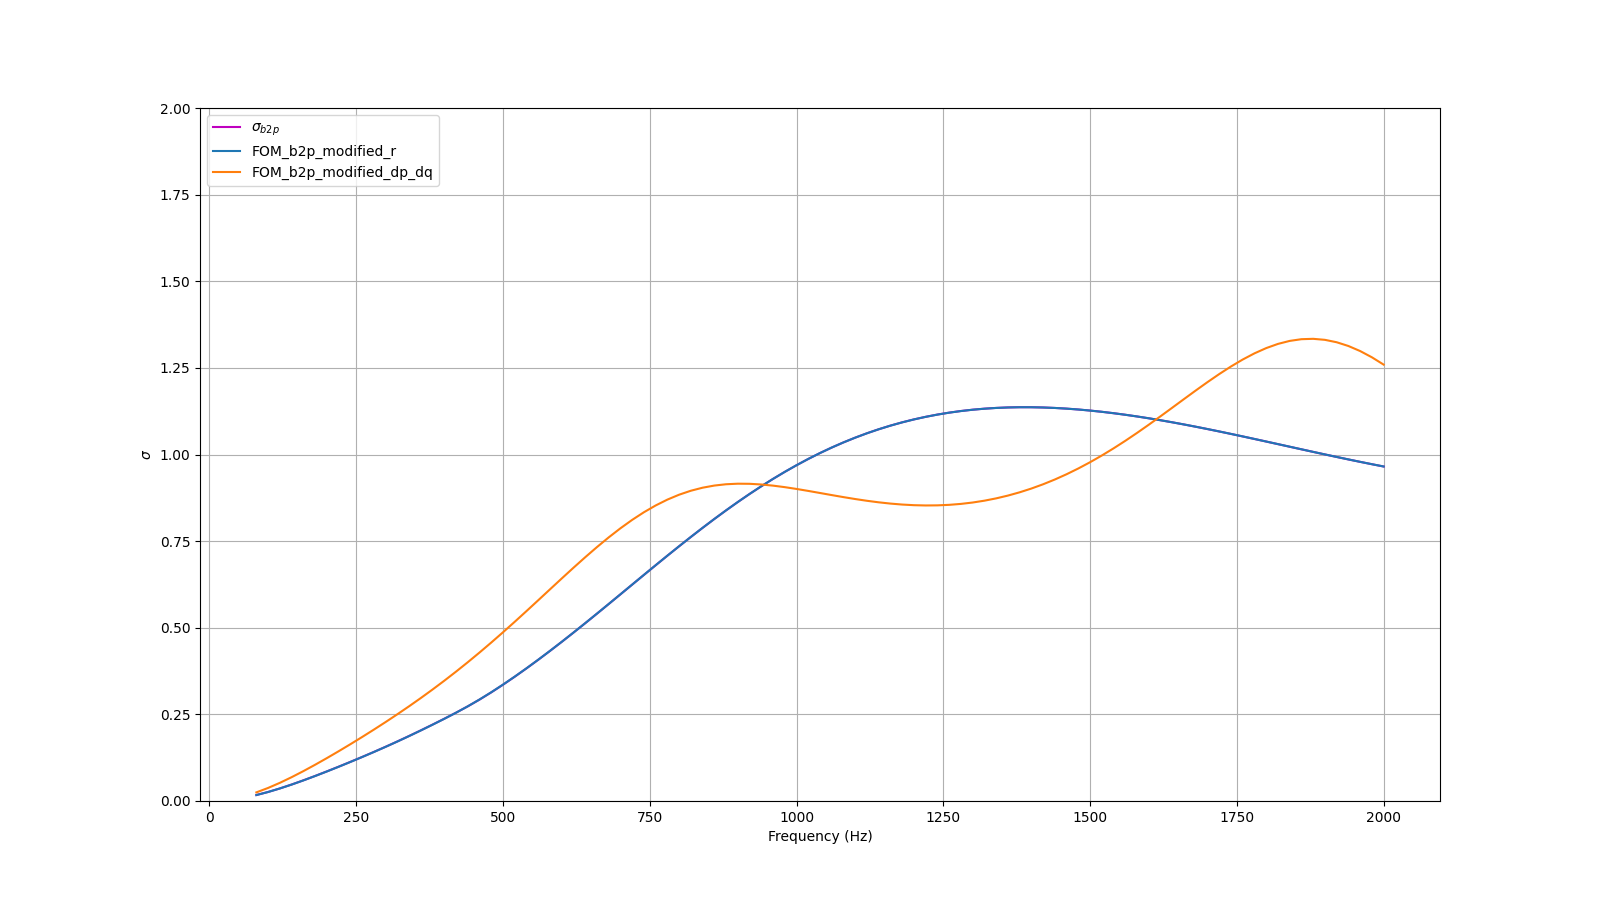 2.00
1.75
1.50
1.25
1.00
0.75
0.50
0.25
0.00
σ
σb2p
FOM_b2p_modified_r
FOM_b2p_modified_dp_dq
0 250 500 750 1000 1250 1500 1750 2000
Frequency (Hz)